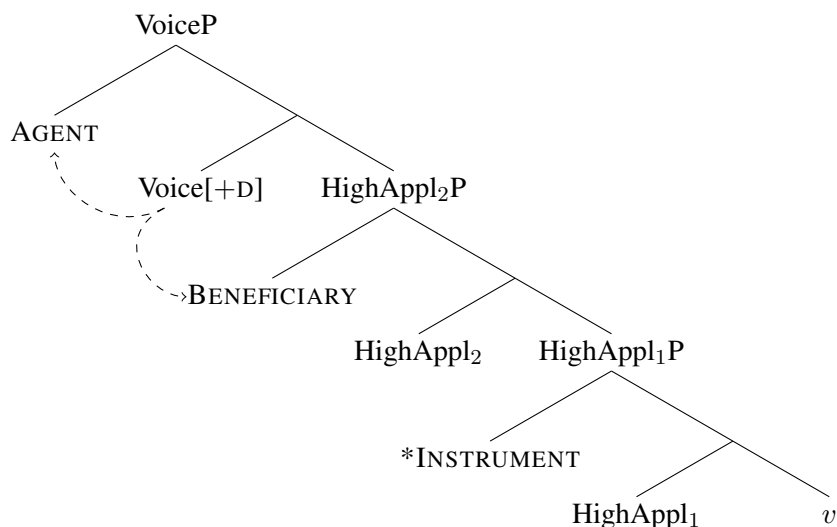 VoiceP
AGENT
Voice[+D] HighAppl₂P
BENEFICIARY
HighAppl₂ HighAppl₁P
*INSTRUMENT
HighAppl₁ v